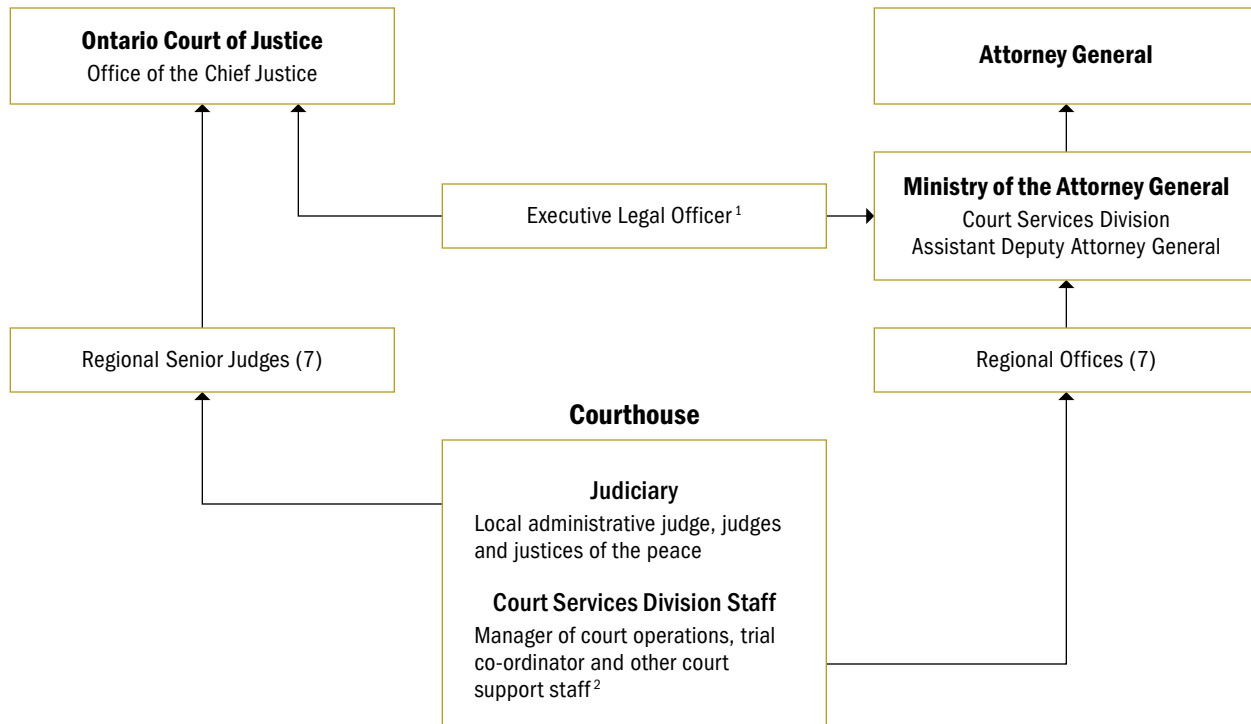 Ontario Court of Justice
Office of the Chief Justice
Attorney General
Executive Legal Officer 1
Ministry of the Attorney General
Court Services Division
Assistant Deputy Attorney General
Regional Senior Judges (7)
Regional Offices (7)
Courthouse
Judiciary
Local administrative judge, judges
and justices of the peace
Court Services Division Staff
Manager of court operations, trial
co-ordinator and other court
support staff 2